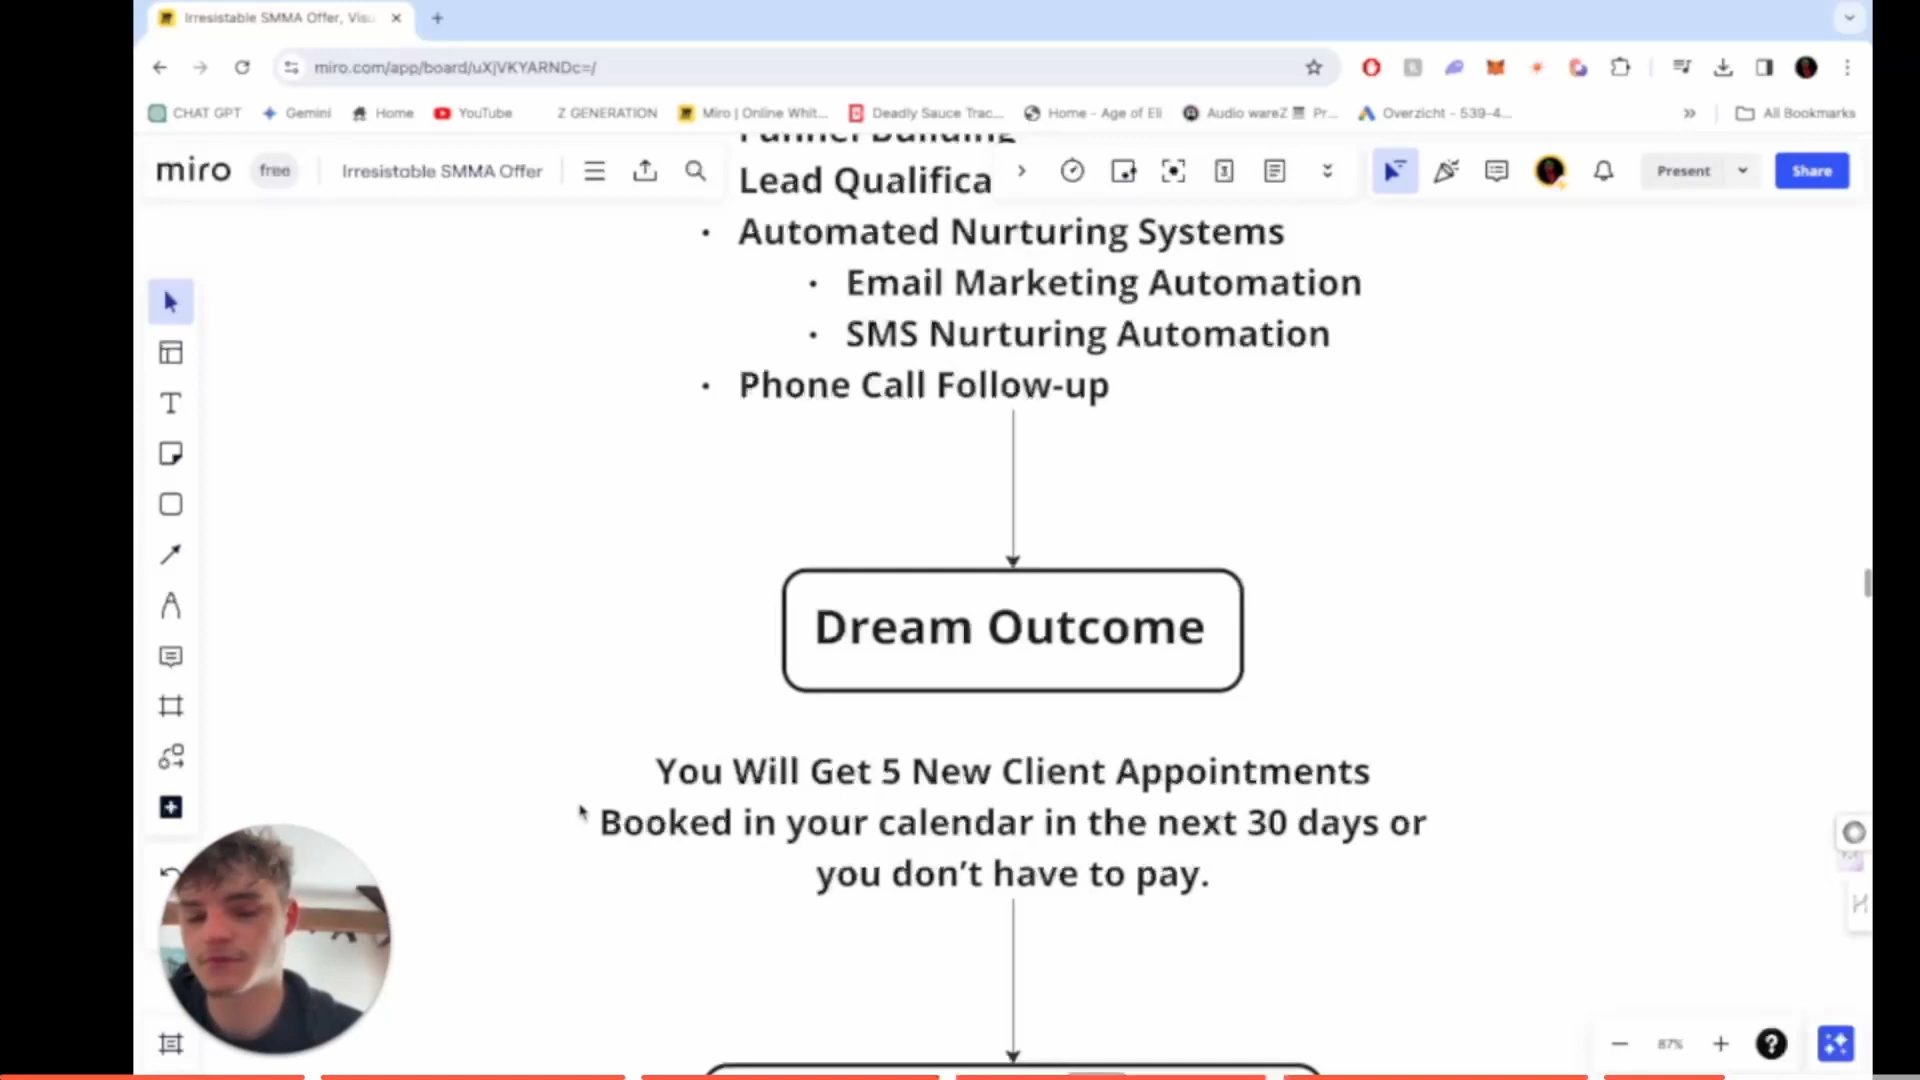 Irresistable SMMA Offer, Visu
miro.com/app/board/uXjVKYARNDc=/
CHAT GPT
Gemini
Home
YouTube
Z GENERATION
Miro | Online Whit...
Deadly Sauce Trac...
Home - Age of Eli
Audio wareZ
Pr...
Overzicht - 539-4...
All Bookmarks
Funnel Building
miro
free
Irresistable SMMA Offer
Lead Qualifica
Present
Share
· Automated Nurturing Systems
· Email Marketing Automation
· SMS Nurturing Automation
· Phone Call Follow-up
Dream Outcome
You Will Get 5 New Client Appointments
Booked in your calendar in the next 30 days or
you don’t have to pay.
87%